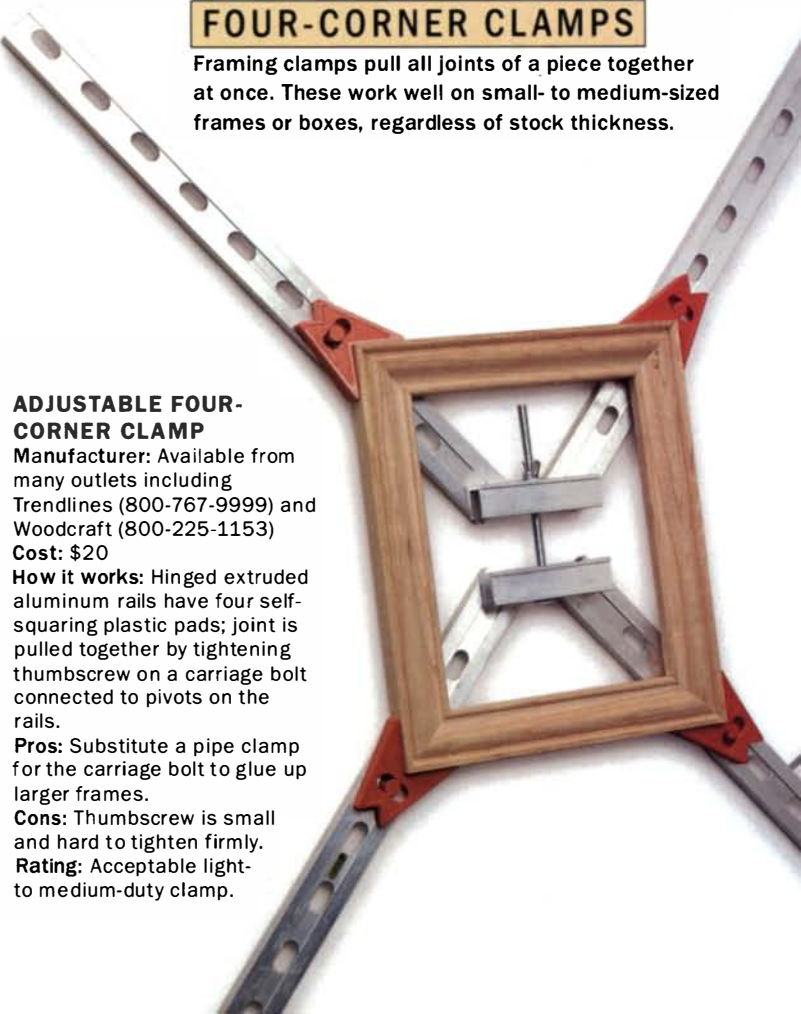 FOUR-CORNER CLAMPS
Framing clamps pull all joints of a piece together
at once. These work well on small- to medium-sized
frames or boxes, regardless of stock thickness.
ADJUSTABLE FOUR-
CORNER CLAMP
Manufacturer: Available from
many outlets including
Trendlines (800-767-9999) and
Woodcraft (800-225-1153)
Cost: $20
How it works: Hinged extruded
aluminum rails have four self-
squaring plastic pads; joint is
pulled together by tightening
thumbscrew on a carriage bolt
connected to pivots on the
rails.
Pros: Substitute a pipe clamp
for the carriage bolt to glue up
larger frames.
Cons: Thumbscrew is small
and hard to tighten firmly.
Rating: Acceptable light-
to medium-duty clamp.